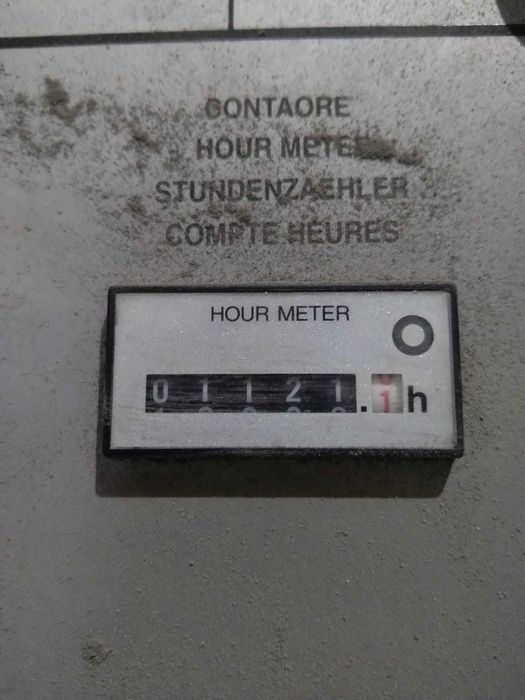 CONTAORE
HOUR METER
STUNDENZAEHLER
COMPTE HEURES
HOUR METER
01121.1h